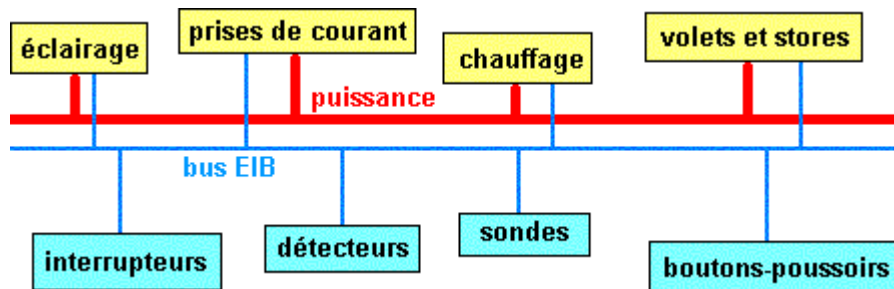 éclairage
prises de courant
chauffage
volets et stores
puissance
bus EIB
interrupteurs
détecteurs
sondes
boutons-poussoirs